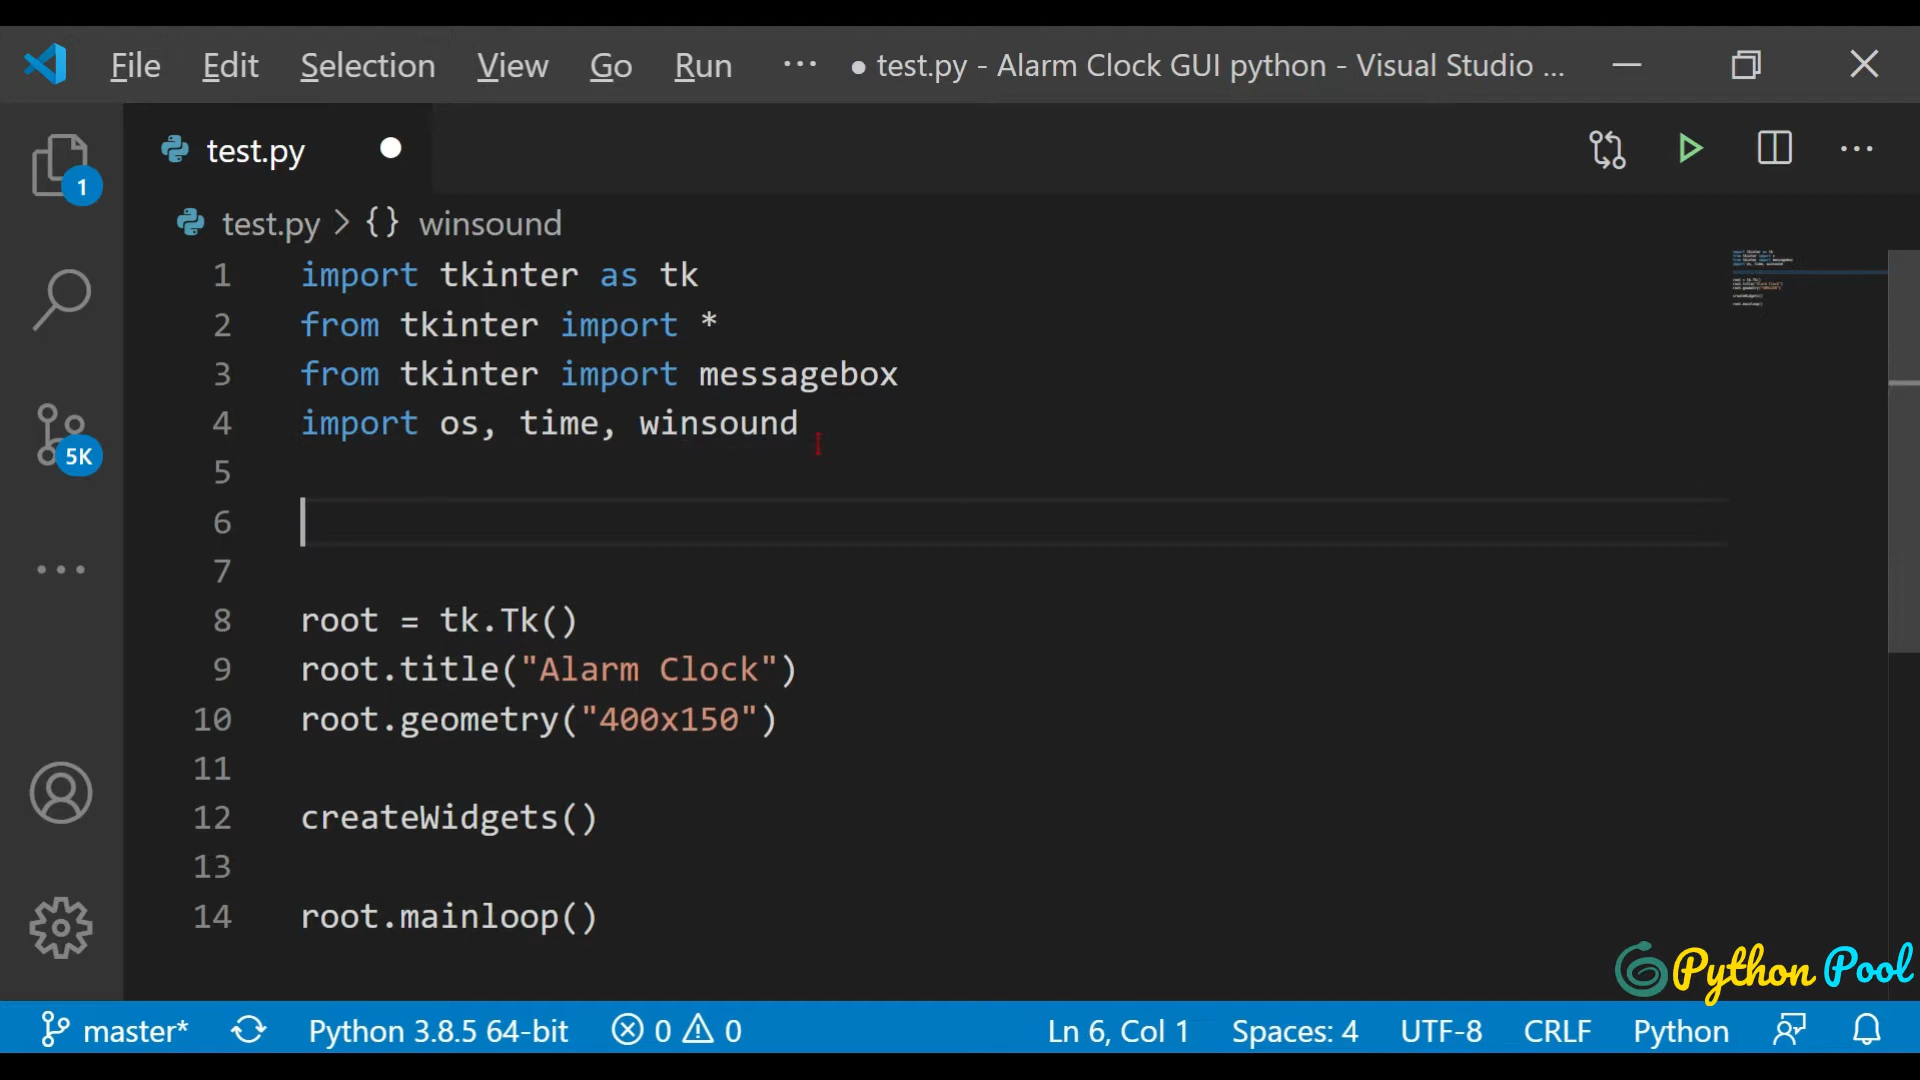 File Edit Selection View Go Run ··· ● test.py - Alarm Clock GUI python - Visual Studio ...
test.py
1
test.py > {} winsound
1 import tkinter as tk
2 from tkinter import *
3 from tkinter import messagebox
4 import os, time, winsound
5K
5
6
7
8 root = tk.Tk()
9 root.title("Alarm Clock")
10 root.geometry("400x150")
11
12 createWidgets()
13
14 root.mainloop()
Python Pool
master* Python 3.8.5 64-bit 0 0 Ln 6, Col 1 Spaces: 4 UTF-8 CRLF Python